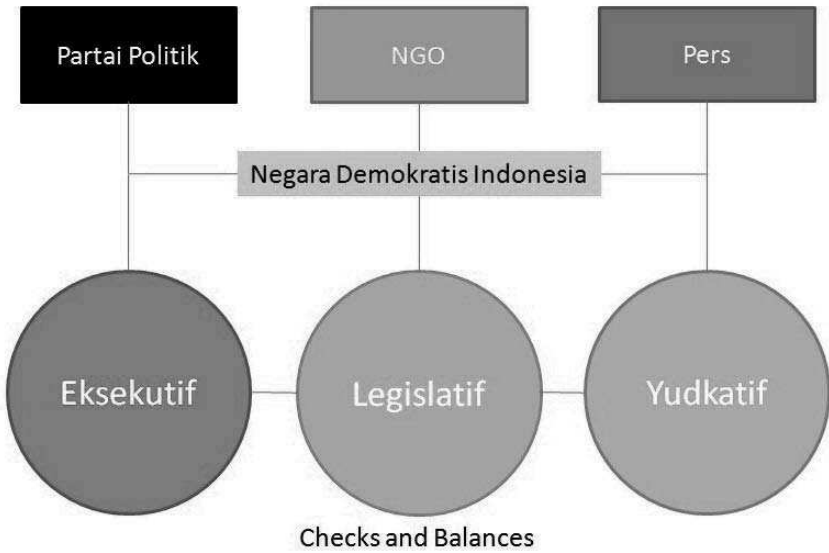 Partai Politik
NGO
Pers
Negara Demokratis Indonesia
Eksekutif
Legislatif
Yudkatif
Checks and Balances